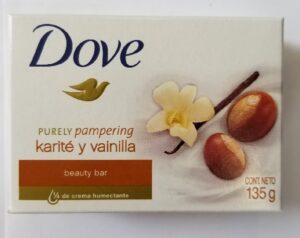 Dove
PURELY pampering
karité y vainilla
beauty bar
¼ de crema humectante
CONT. NETO
135 g